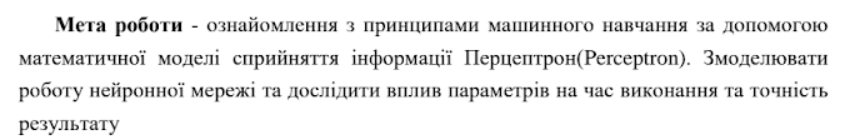 Мета роботи - ознайомлення з принципами машинного навчання за допомогою
математичної моделі сприйняття інформації Перцептрон(Perceptron). Змоделювати
роботу нейронної мережі та дослідити вплив параметрів на час виконання та точність
результату